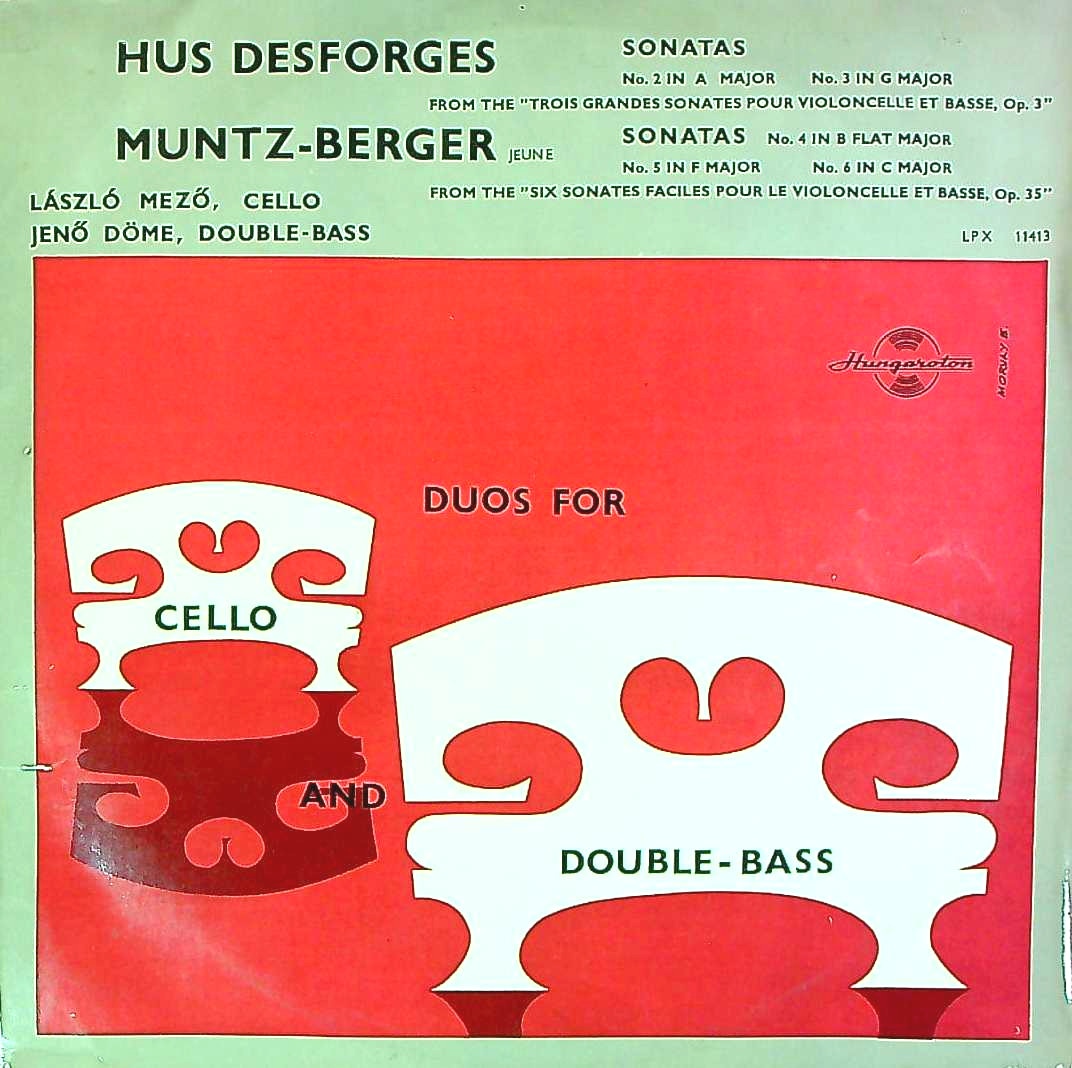 HUS DESFORGES
SONATAS
No. 2 IN A MAJOR No. 3 IN G MAJOR
FROM THE "TROIS GRANDES SONATES POUR VIOLONCELLE ET BASSE, Op. 3"
MUNTZ-BERGER JEUNE
SONATAS No. 4 IN B FLAT MAJOR
No. 5 IN F MAJOR No. 6 IN C MAJOR
FROM THE "SIX SONATES FACILES POUR LE VIOLONCELLE ET BASSE, Op. 35"
LÁSZLÓ MEZŐ, CELLO
JENŐ DÖME, DOUBLE-BASS
LPX 11413
Hungaroton
MORUKY B.
DUOS FOR
CELLO
AND
DOUBLE-BASS